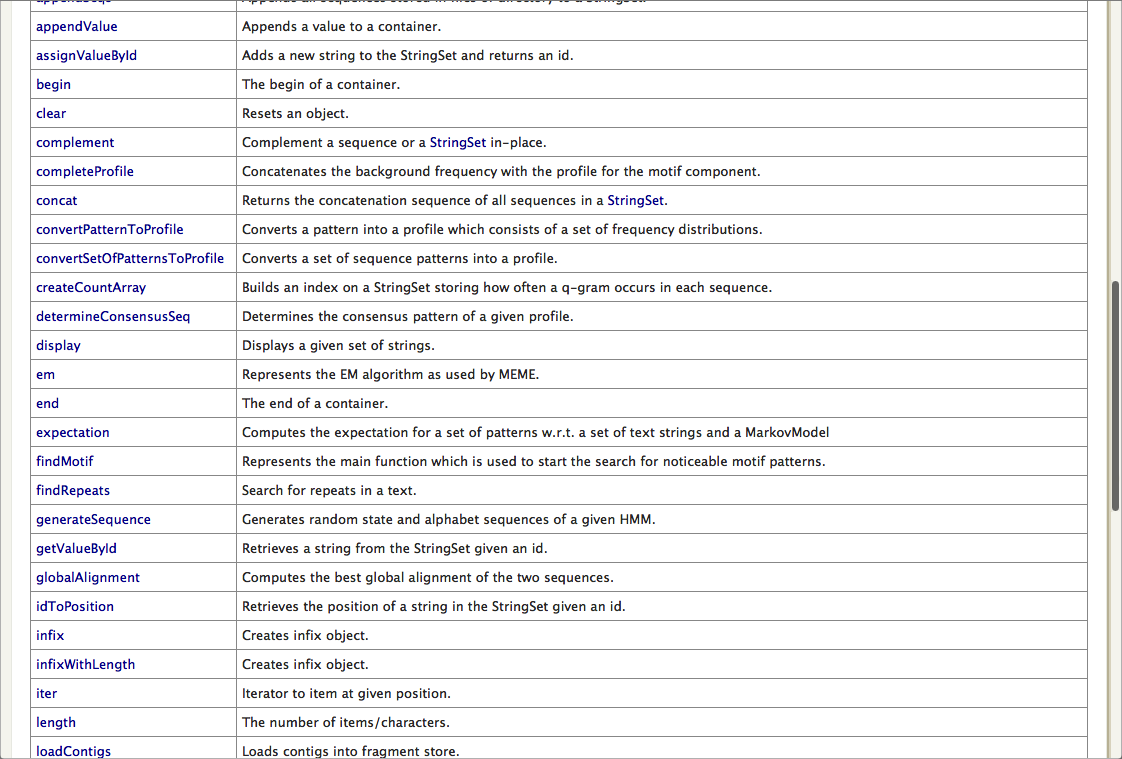 appendValue Appends a value to a container.
assignValueById Adds a new string to the StringSet and returns an id.
begin The begin of a container.
clear Resets an object.
complement Complement a sequence or a StringSet in-place.
completeProfile Concatenates the background frequency with the profile for the motif component.
concat Returns the concatenation sequence of all sequences in a StringSet.
convertPatternToProfile Converts a pattern into a profile which consists of a set of frequency distributions.
convertSetOfPatternsToProfile Converts a set of sequence patterns into a profile.
createCountArray Builds an index on a StringSet storing how often a q-gram occurs in each sequence.
determineConsensusSeq Determines the consensus pattern of a given profile.
display Displays a given set of strings.
em Represents the EM algorithm as used by MEME.
end The end of a container.
expectation Computes the expectation for a set of patterns w.r.t. a set of text strings and a MarkovModel
findMotif Represents the main function which is used to start the search for noticeable motif patterns.
findRepeats Search for repeats in a text.
generateSequence Generates random state and alphabet sequences of a given HMM.
getValueById Retrieves a string from the StringSet given an id.
globalAlignment Computes the best global alignment of the two sequences.
idToPosition Retrieves the position of a string in the StringSet given an id.
infix Creates infix object.
infixWithLength Creates infix object.
iter Iterator to item at given position.
length The number of items/characters.
loadContigs Loads contigs into fragment store.